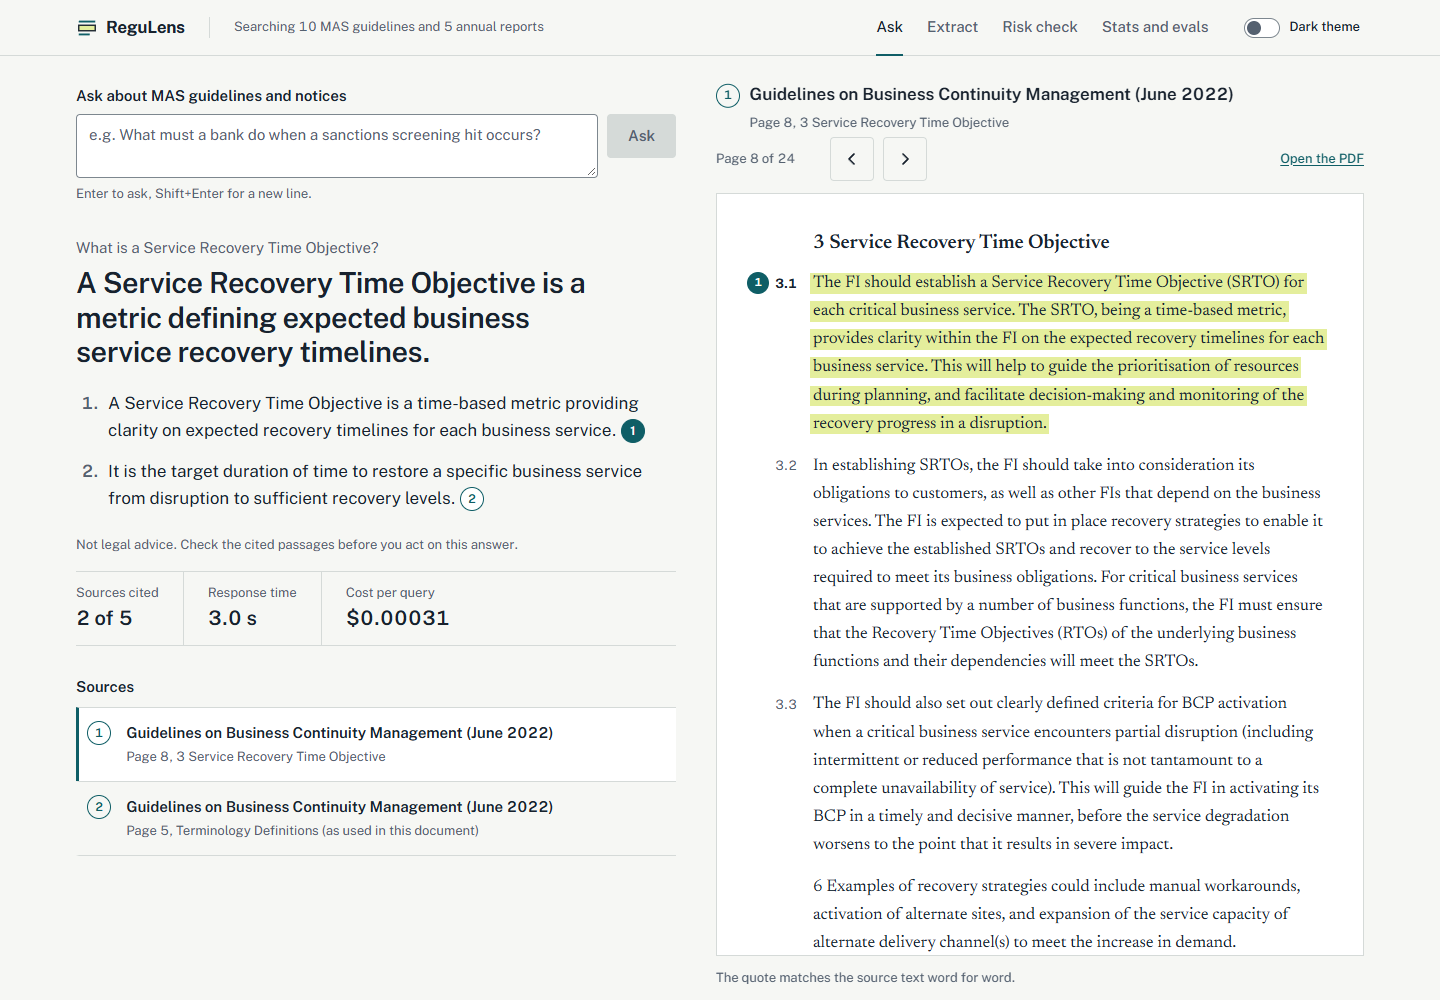 ReguLens
Searching 10 MAS guidelines and 5 annual reports
Ask
Extract
Risk check
Stats and evals
Dark theme
Ask about MAS guidelines and notices
e.g. What must a bank do when a sanctions screening hit occurs?
Ask
Enter to ask, Shift+Enter for a new line.
What is a Service Recovery Time Objective?
A Service Recovery Time Objective is a
metric defining expected business
service recovery timelines.
1. A Service Recovery Time Objective is a time-based metric providing
clarity on expected recovery timelines for each business service. 1
2. It is the target duration of time to restore a specific business service
from disruption to sufficient recovery levels. 2
Not legal advice. Check the cited passages before you act on this answer.
Sources cited
2 of 5
Response time
3.0 s
Cost per query
$0.00031
Sources
1 Guidelines on Business Continuity Management (June 2022)
Page 8, 3 Service Recovery Time Objective
2 Guidelines on Business Continuity Management (June 2022)
Page 5, Terminology Definitions (as used in this document)
1 Guidelines on Business Continuity Management (June 2022)
Page 8, 3 Service Recovery Time Objective
Page 8 of 24
Open the PDF
3 Service Recovery Time Objective
1 3.1 The FI should establish a Service Recovery Time Objective (SRTO) for
each critical business service. The SRTO, being a time-based metric,
provides clarity within the FI on the expected recovery timelines for each
business service. This will help to guide the prioritisation of resources
during planning, and facilitate decision-making and monitoring of the
recovery progress in a disruption.
3.2 In establishing SRTOs, the FI should take into consideration its
obligations to customers, as well as other FIs that depend on the business
services. The FI is expected to put in place recovery strategies to enable it
to achieve the established SRTOs and recover to the service levels
required to meet its business obligations. For critical business services
that are supported by a number of business functions, the FI must ensure
that the Recovery Time Objectives (RTOs) of the underlying business
functions and their dependencies will meet the SRTOs.
3.3 The FI should also set out clearly defined criteria for BCP activation
when a critical business service encounters partial disruption (including
intermittent or reduced performance that is not tantamount to a
complete unavailability of service). This will guide the FI in activating its
BCP in a timely and decisive manner, before the service degradation
worsens to the point that it results in severe impact.
6 Examples of recovery strategies could include manual workarounds,
activation of alternate sites, and expansion of the service capacity of
alternate delivery channel(s) to meet the increase in demand.
The quote matches the source text word for word.